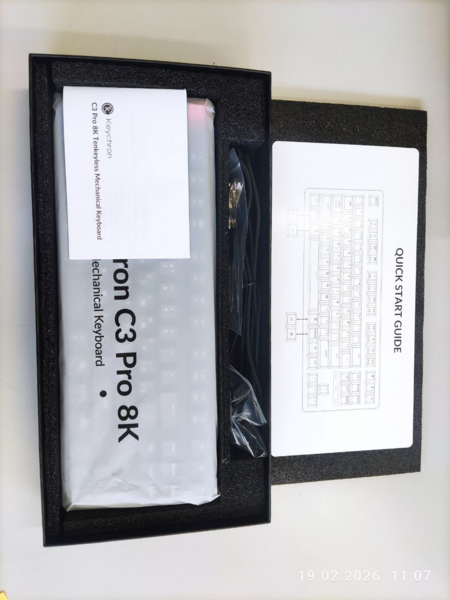 Keychron
C3 Pro 8K Tenkeyless Mechanical Keyboard
ron C3 Pro 8K
echanical Keyboard
QUICK START GUIDE
19.02.2026 11:07